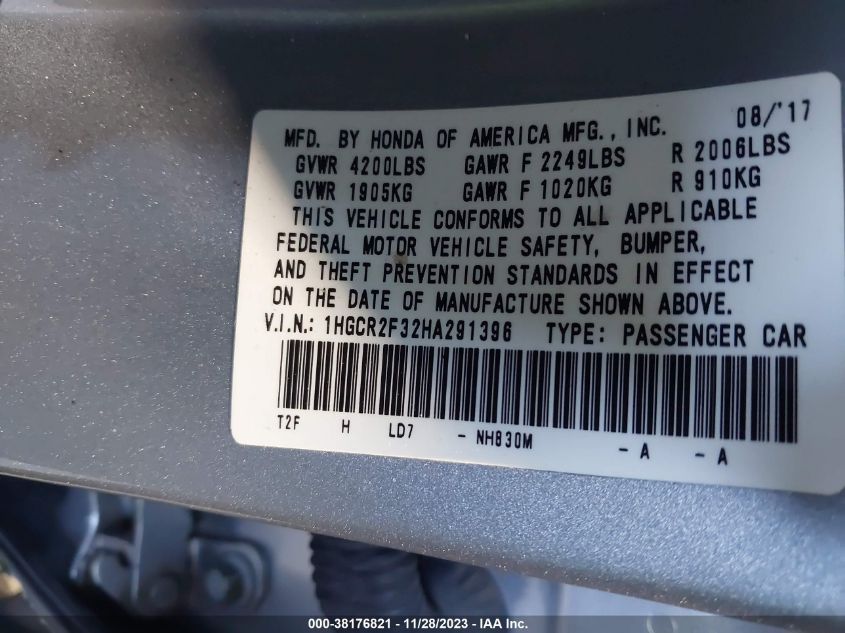 08/'17
MFD. BY HONDA OF AMERICA MFG., INC.
GVWR 4200LBS GAWR F 2249LBS R 2006LBS
GVWR 1905KG GAWR F 1020KG R 910KG
THIS VEHICLE CONFORMS TO ALL APPLICABLE
FEDERAL MOTOR VEHICLE SAFETY, BUMPER,
AND THEFT PREVENTION STANDARDS IN EFFECT
ON THE DATE OF MANUFACTURE SHOWN ABOVE.
V.I.N.: 1HGCR2F32HA291396 TYPE: PASSENGER CAR
T2F H LD7 - NH830M - A - A
000-38176821 - 11/28/2023 - IAA Inc.